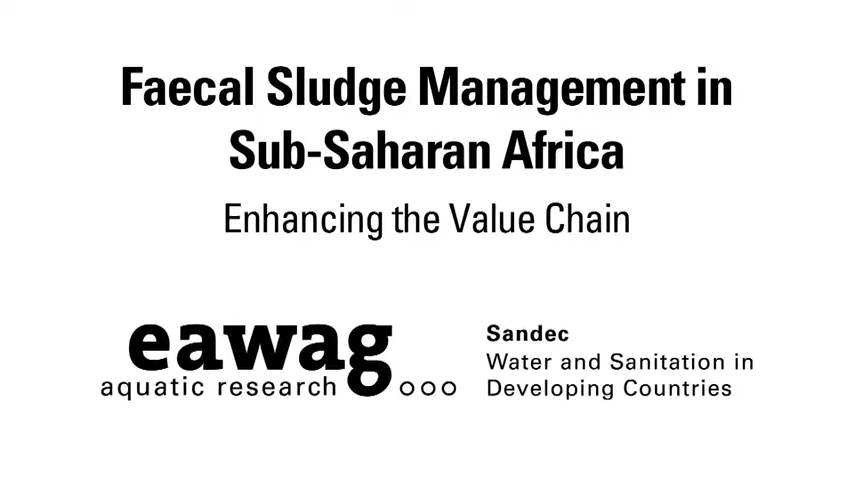 Faecal Sludge Management in
Sub-Saharan Africa
Enhancing the Value Chain
eawag
aquatic research
Sandec
Water and Sanitation in
Developing Countries